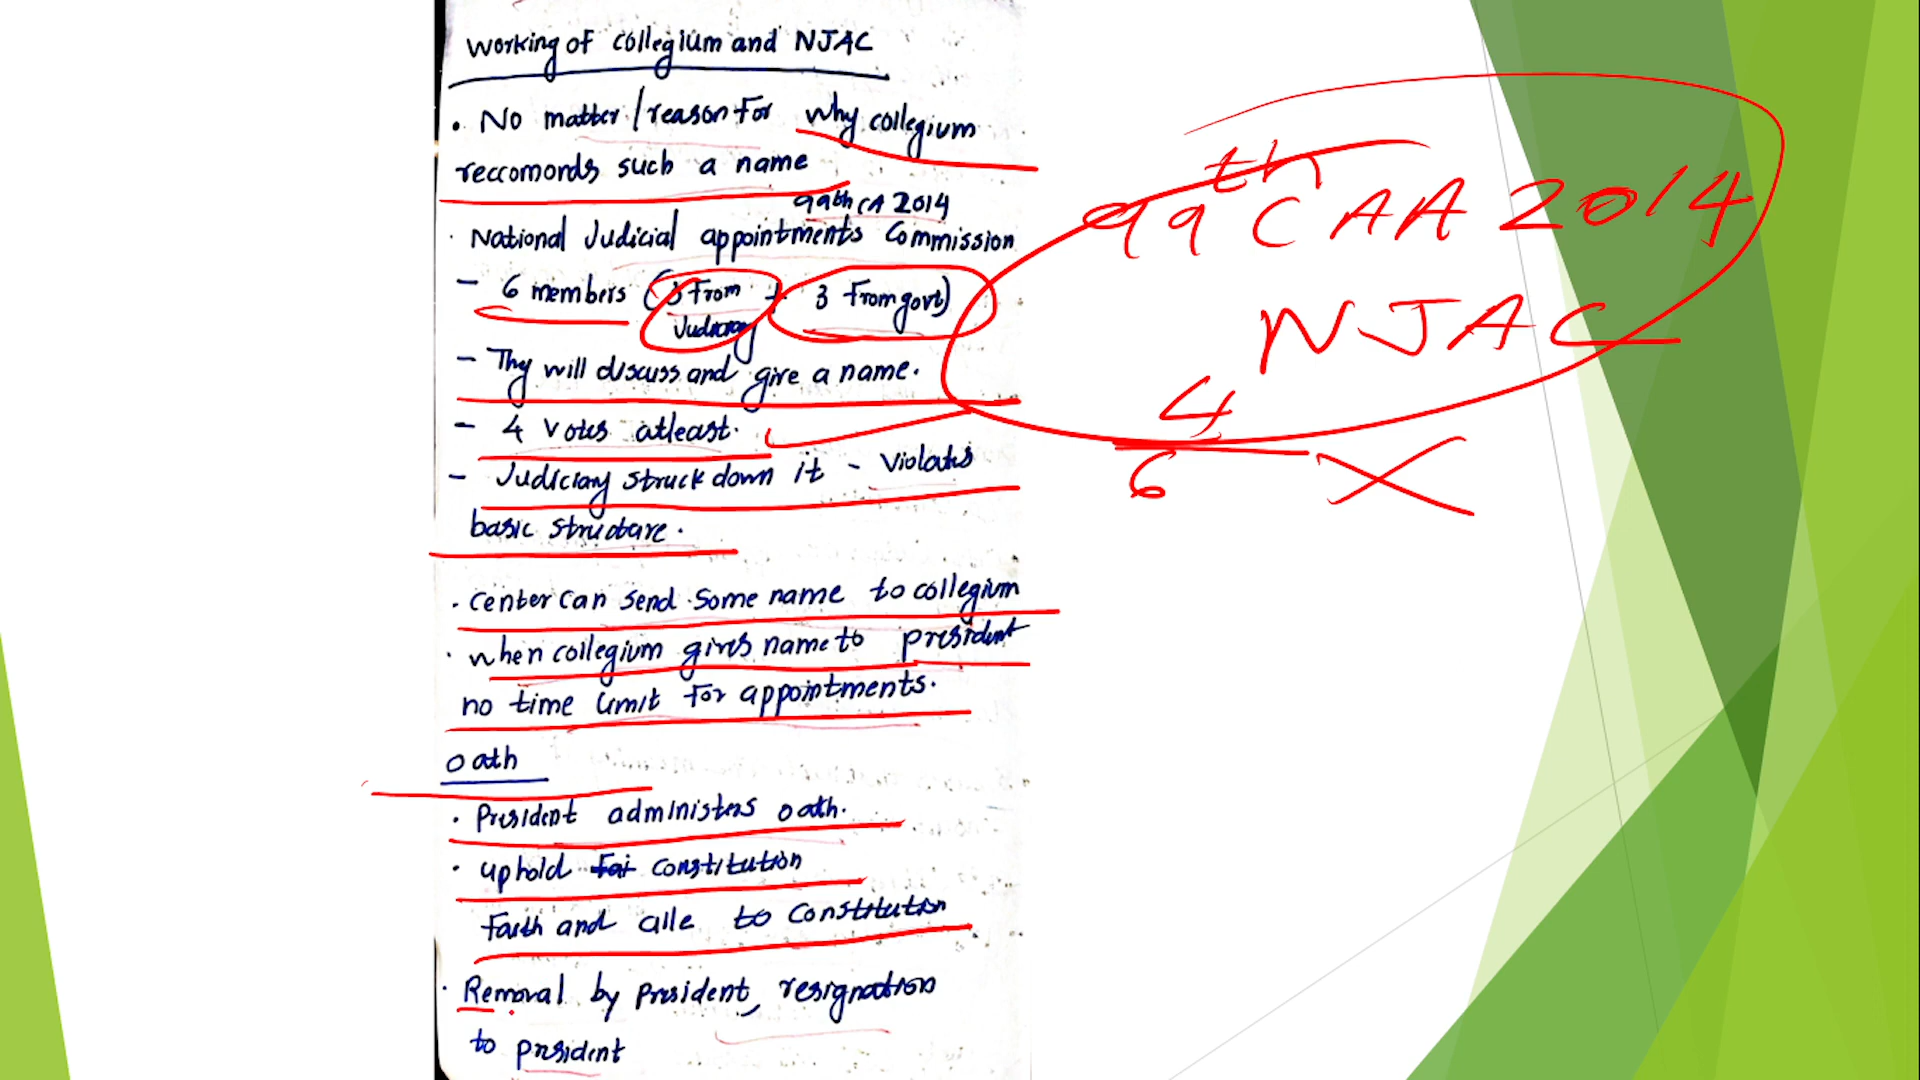 Working of collegium and NJAC
• No matter / reason for why collegium
reccomonds such a name
99th CA 2014
· National Judicial appointments Commission
- 6 members (3 from + 3 from govt)
Judiciary
- Thy will discuss and give a name.
- 4 votes atleast.
- Judiciary struck down it - violates
basic structure.
· center can send some name to collegium
· when collegium gives name to president
no time limit for appointments.
Oath
· President administers oath.
· uphold fai constitution
Faith and alle to constitution
· Removal by president, resignation
to president
99th CAA 2014
NJAC
4
6